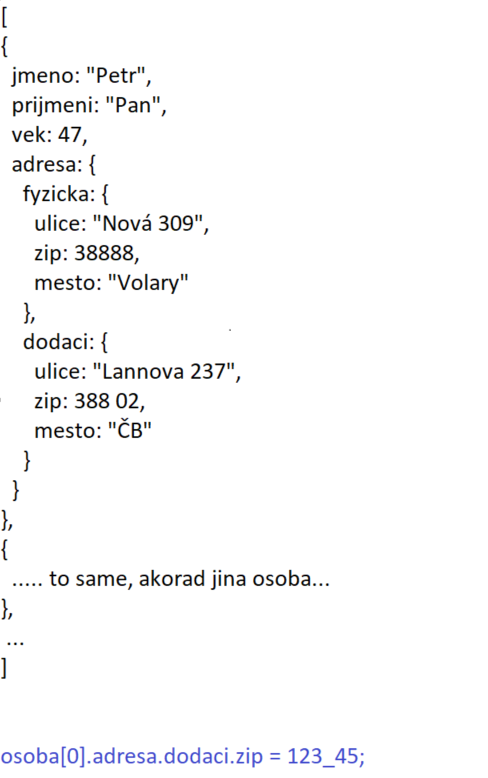 [
{
jmeno: "Petr",
prijmeni: "Pan",
vek: 47,
adresa: {
fyzicka: {
ulice: "Nová 309",
zip: 38888,
mesto: "Volary"
},
dodaci: {
ulice: "Lannova 237",
zip: 388 02,
mesto: "ČB"
}
}
},
{
..... to same, akorad jina osoba...
},
...
]
osoba[0].adresa.dodaci.zip = 123_45;